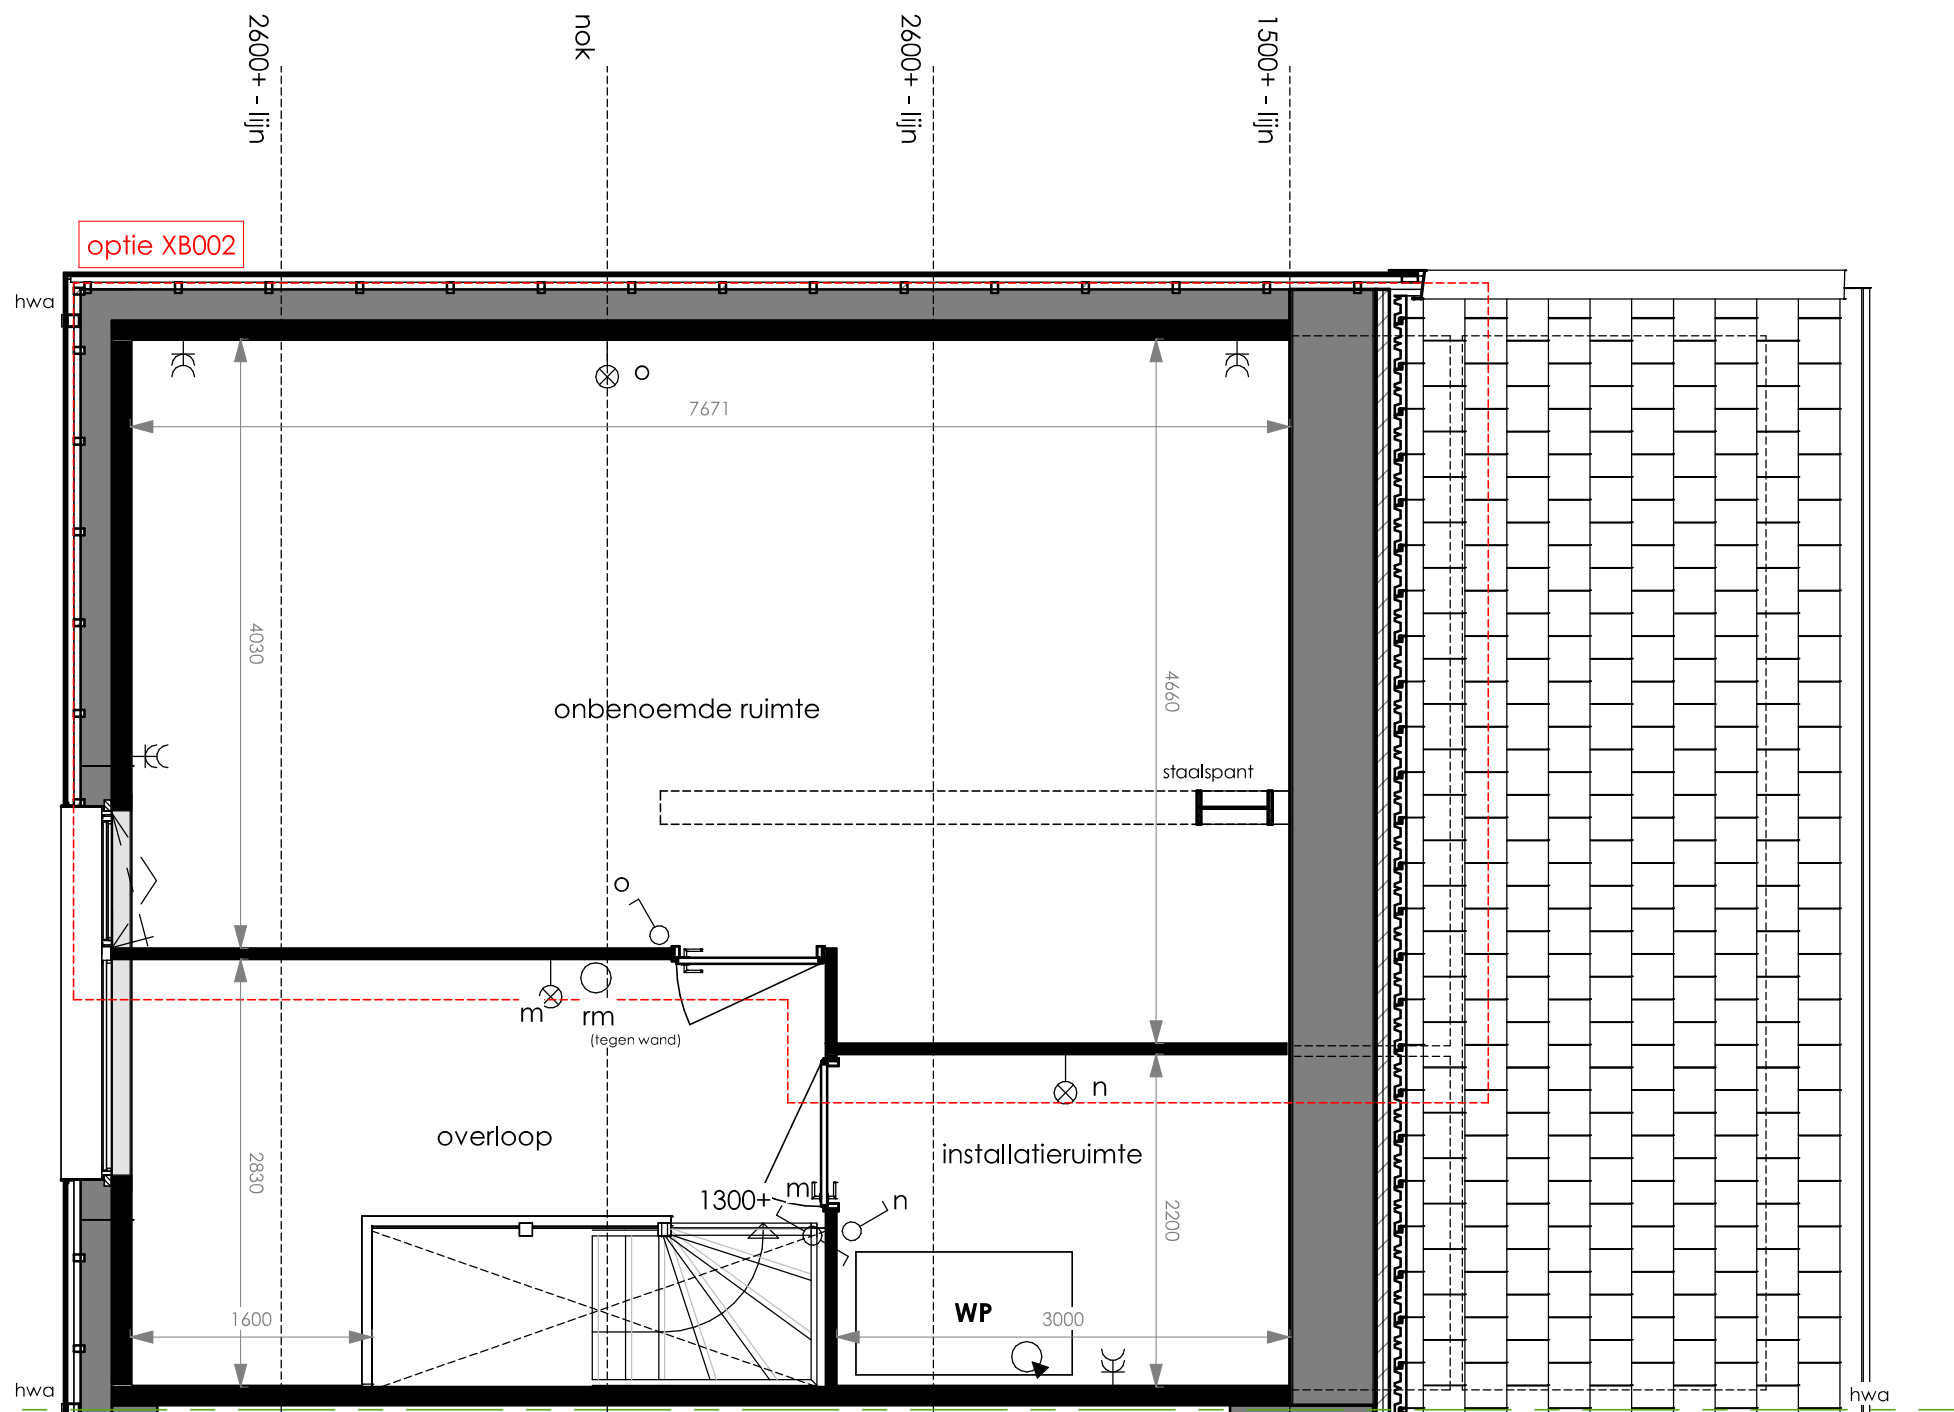 2600+ - lijn
nok
2600+ - lijn
1500+ - lijn
optie XB002
hwa
7671
4030
4660
onbenoemde ruimte
staalspant
m
rm
(tegen wand)
n
overloop
installatieruimte
2830
1300+
m
n
2200
1600
WP
3000
hwa
hwa